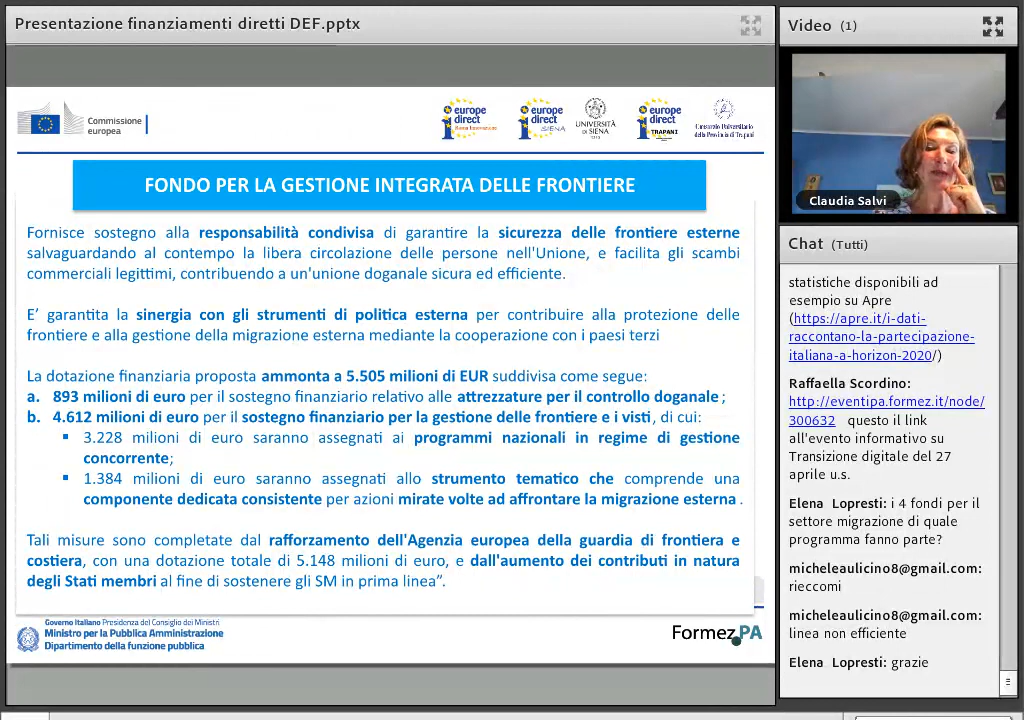 Presentazione finanziamenti diretti DEF.pptx
Commissione
europea
europe
direct
Roma Innovazione
europe
direct
SIENA
UNIVERSITÀ
DI SIENA
1240
europe
direct
TRAPANI
Consorzio Universitario
della Provincia di Trapani
FONDO PER LA GESTIONE INTEGRATA DELLE FRONTIERE
Fornisce sostegno alla responsabilità condivisa di garantire la sicurezza delle frontiere esterne
salvaguardando al contempo la libera circolazione delle persone nell'Unione, e facilita gli scambi
commerciali legittimi, contribuendo a un'unione doganale sicura ed efficiente.
E’ garantita la sinergia con gli strumenti di politica esterna per contribuire alla protezione delle
frontiere e alla gestione della migrazione esterna mediante la cooperazione con i paesi terzi
La dotazione finanziaria proposta ammonta a 5.505 milioni di EUR suddivisa come segue:
a. 893 milioni di euro per il sostegno finanziario relativo alle attrezzature per il controllo doganale ;
b. 4.612 milioni di euro per il sostegno finanziario per la gestione delle frontiere e i visti, di cui:
▪ 3.228 milioni di euro saranno assegnati ai programmi nazionali in regime di gestione
concorrente;
▪ 1.384 milioni di euro saranno assegnati allo strumento tematico che comprende una
componente dedicata consistente per azioni mirate volte ad affrontare la migrazione esterna .
Tali misure sono completate dal rafforzamento dell'Agenzia europea della guardia di frontiera e
costiera, con una dotazione totale di 5.148 milioni di euro, e dall'aumento dei contributi in natura
degli Stati membri al fine di sostenere gli SM in prima linea”.
Governo Italiano Presidenza del Consiglio dei Ministri
Ministro per la Pubblica Amministrazione
Dipartimento della funzione pubblica
Formez.PA
Video (1)
Claudia Salvi
Chat (Tutti)
statistiche disponibili ad
esempio su Apre
(https://apre.it/i-dati-
raccontano-la-partecipazione-
italiana-a-horizon-2020/)
Raffaella Scordino:
http://eventipa.formez.it/node/
300632 questo il link
all'evento informativo su
Transizione digitale del 27
aprile u.s.
Elena Lopresti: i 4 fondi per il
settore migrazione di quale
programma fanno parte?
micheleaulicino8@gmail.com:
rieccomi
micheleaulicino8@gmail.com:
linea non efficiente
Elena Lopresti: grazie